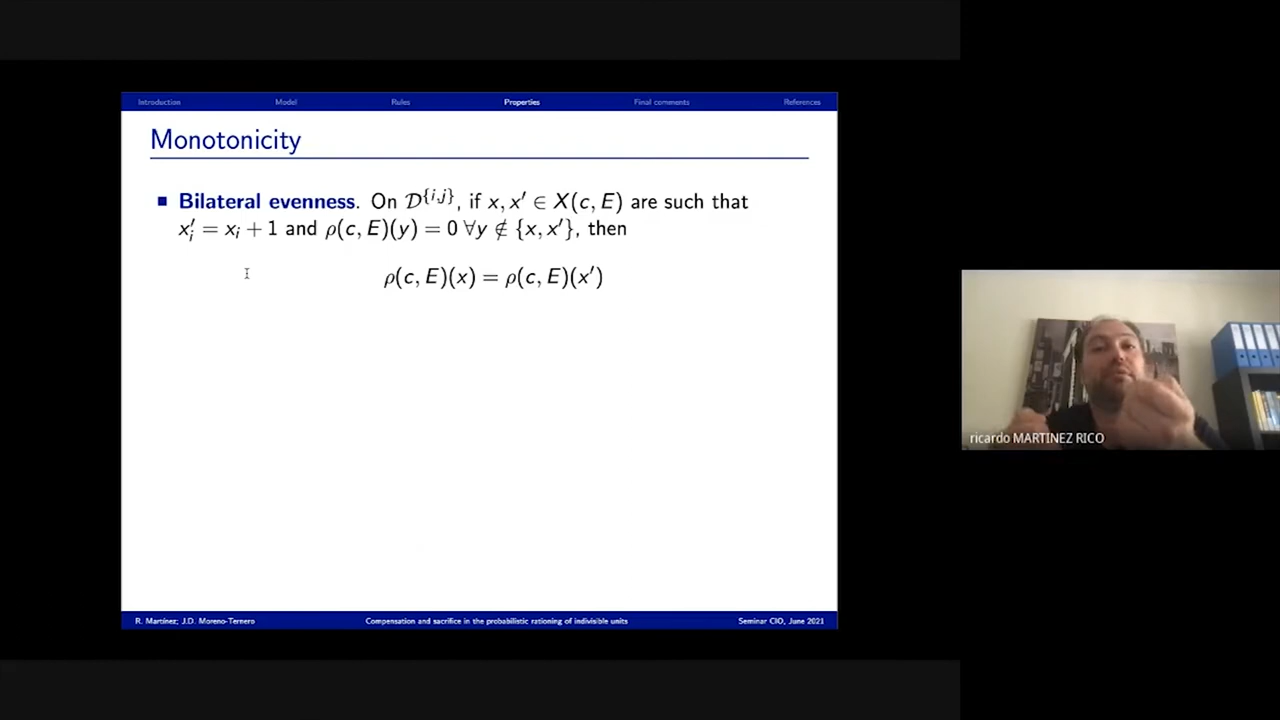 Introduction Model Rules Properties Final comments References
Monotonicity
Bilateral evenness. On 𝒟^{i,j}, if x, x′ ∈ X(c, E) are such that
x′ᵢ = xᵢ + 1 and ρ(c, E)(y) = 0 ∀y ∉ {x, x′}, then
ρ(c, E)(x) = ρ(c, E)(x′)
ricardo MARTINEZ RICO
R. Martínez; J.D. Moreno-Ternero Compensation and sacrifice in the probabilistic rationing of indivisible units Seminar CIO, June 2021